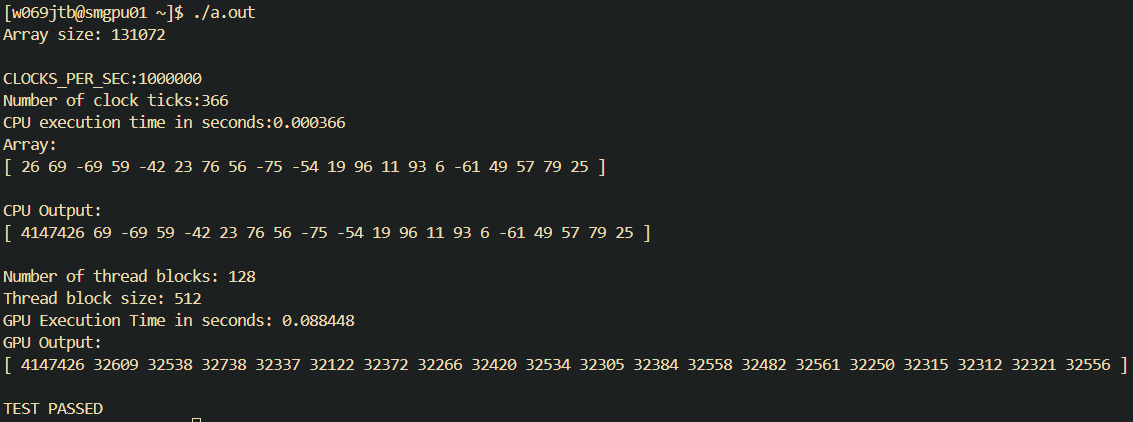 [w069jtb@smgpu01 ~]$ ./a.out
Array size: 131072
CLOCKS_PER_SEC:1000000
Number of clock ticks:366
CPU execution time in seconds:0.000366
Array:
[ 26 69 -69 59 -42 23 76 56 -75 -54 19 96 11 93 6 -61 49 57 79 25 ]
CPU Output:
[ 4147426 69 -69 59 -42 23 76 56 -75 -54 19 96 11 93 6 -61 49 57 79 25 ]
Number of thread blocks: 128
Thread block size: 512
GPU Execution Time in seconds: 0.088448
GPU Output:
[ 4147426 32609 32538 32738 32337 32122 32372 32266 32420 32534 32305 32384 32558 32482 32561 32250 32315 32312 32321 32556 ]
TEST PASSED